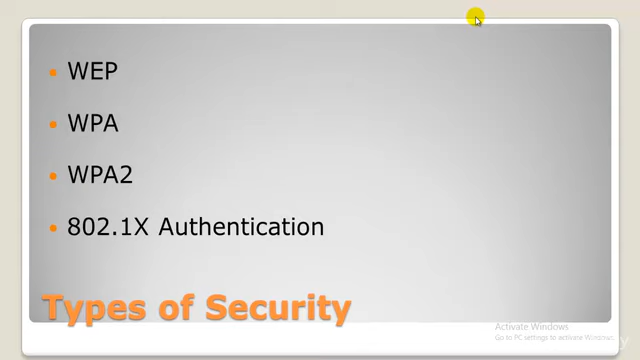 WEP
WPA
WPA2
802.1X Authentication
Types of Security
Activate Windows
Go to PC settings to activate Windows.